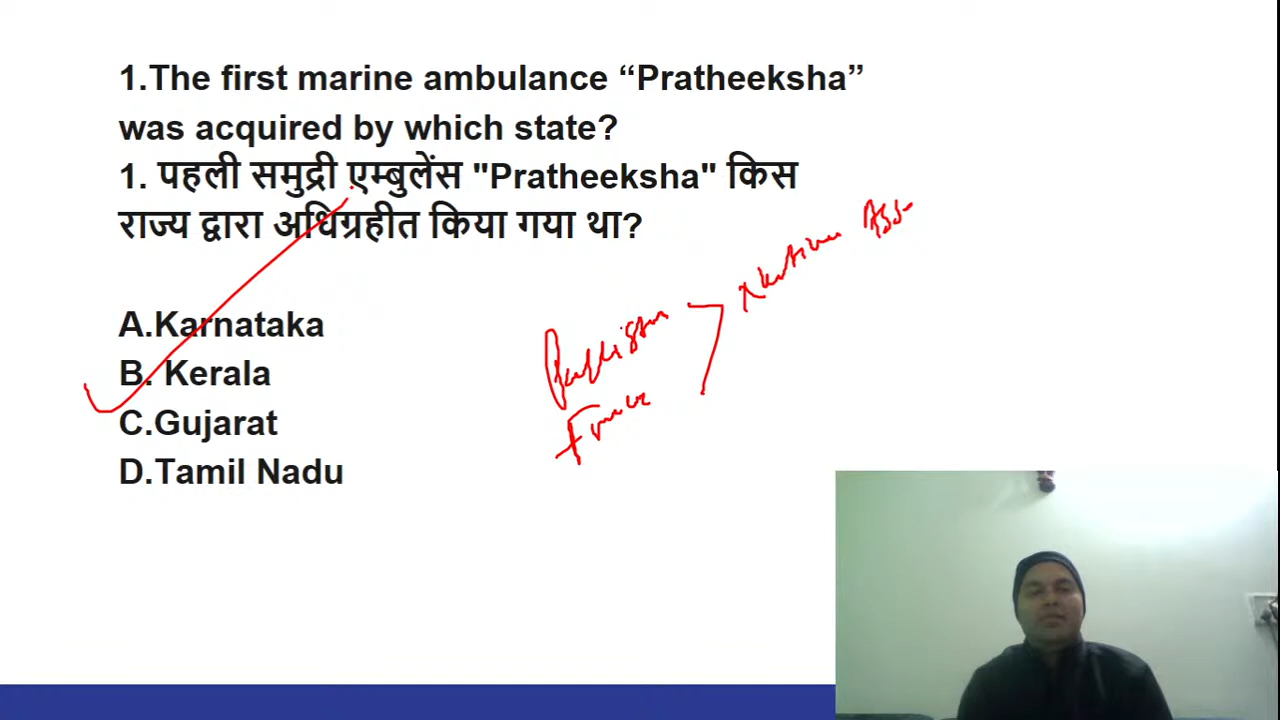 1.The first marine ambulance “Pratheeksha”
was acquired by which state?
1. पहली समुद्री एम्बुलेंस "Pratheeksha" किस
राज्य द्वारा अधिग्रहीत किया गया था?
A.Karnataka
B. Kerala
C.Gujarat
D.Tamil Nadu